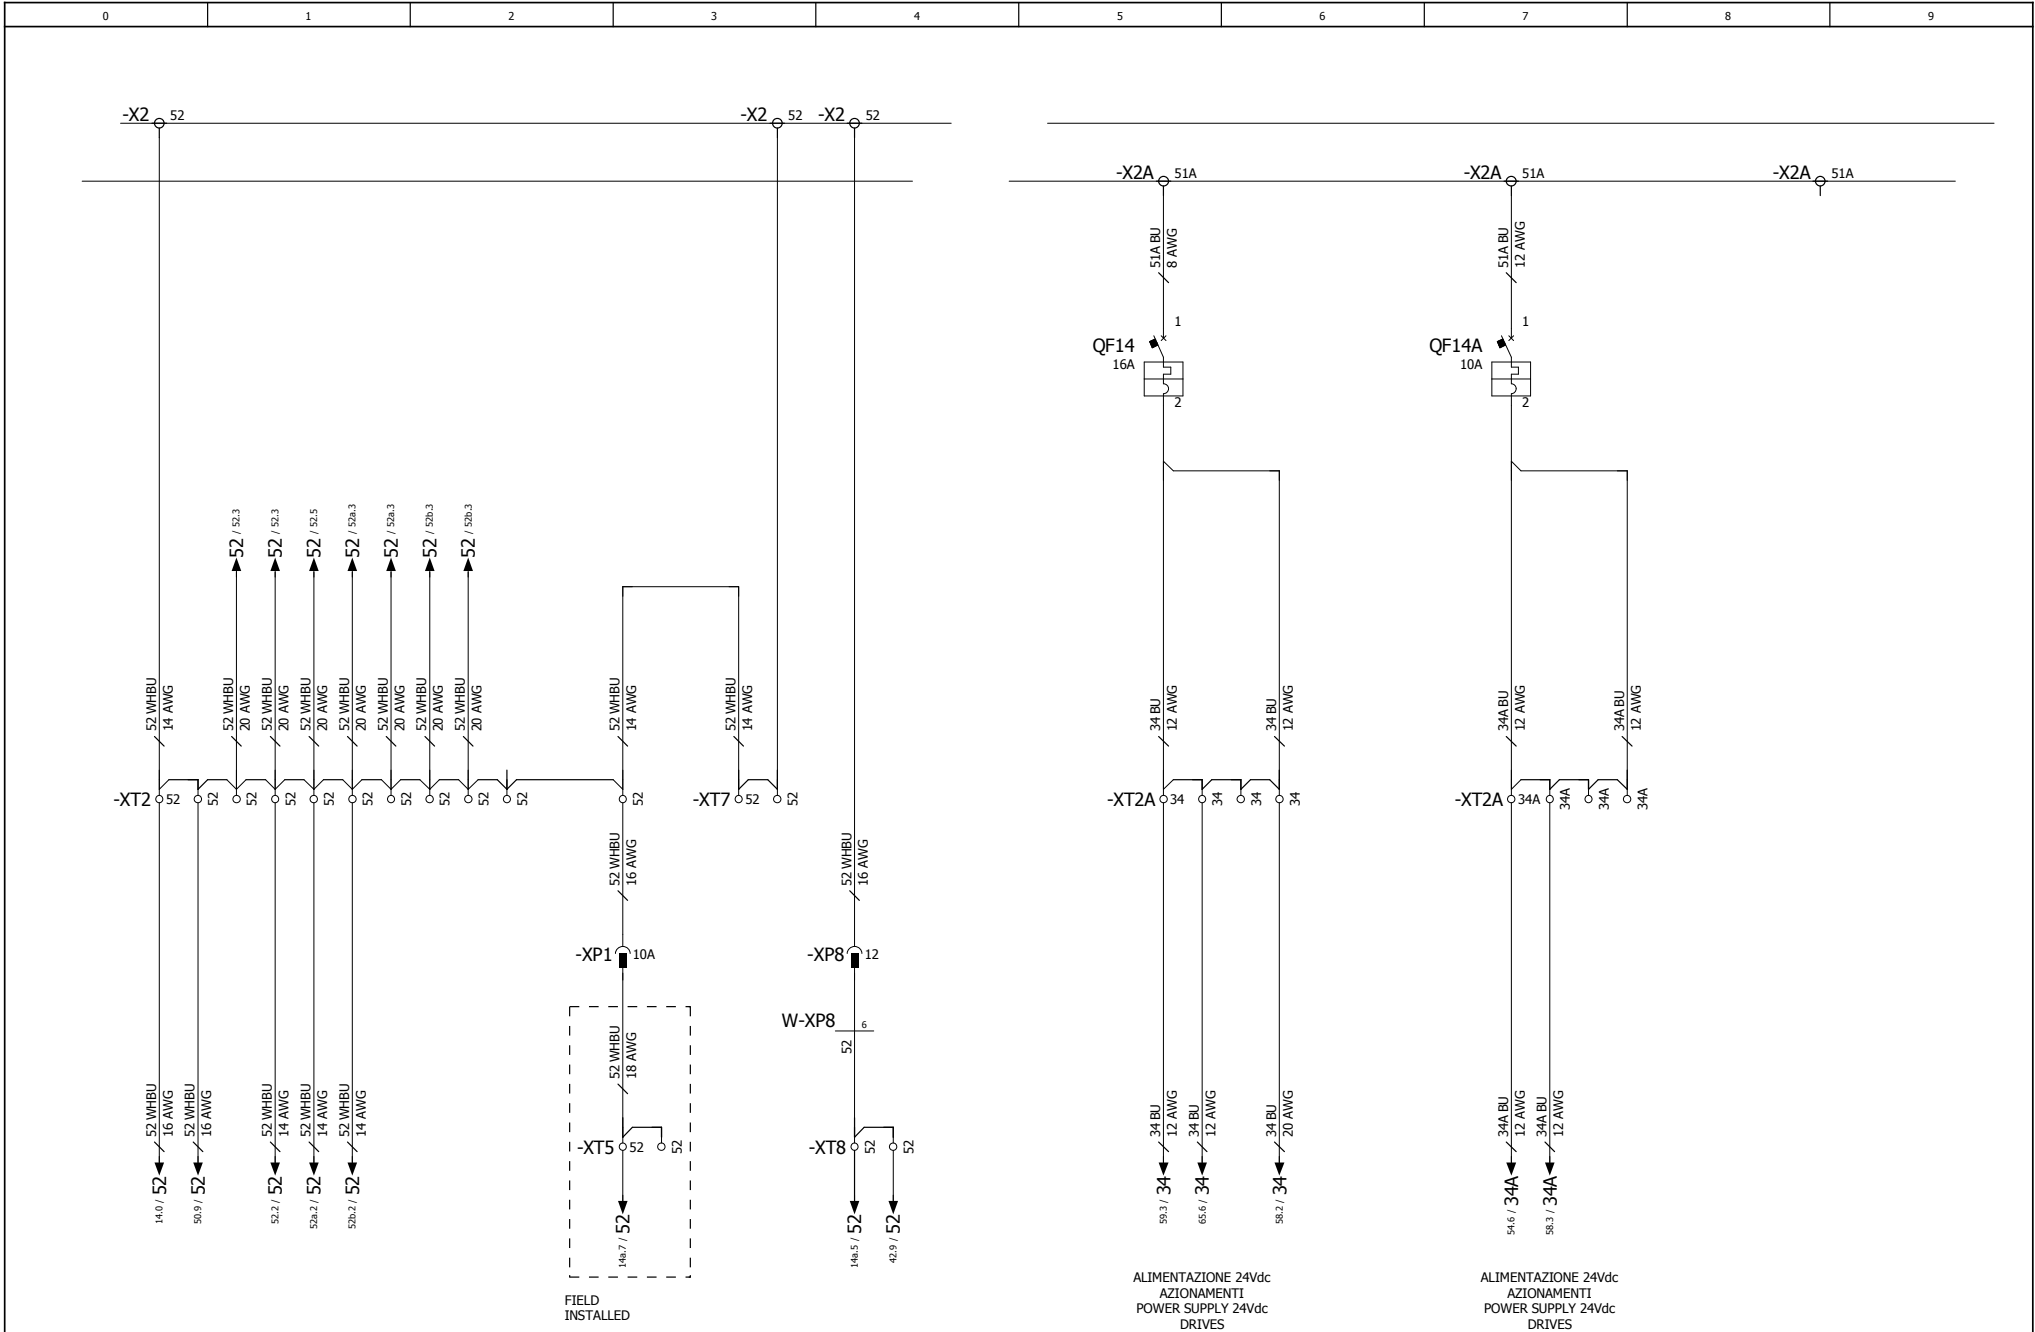 0 1 2 3 4 5 6 7 8 9
-X2 52 -X2 52 -X2 52
-X2A 51A -X2A 51A -X2A 51A
51A BU
8 AWG
51A BU
12 AWG
1 1
QF14
16A
QF14A
10A
2 2
52 / 52.3
52 / 52.3
52 / 52.5
52 / 52a.3
52 / 52a.3
52 / 52b.3
52 / 52b.3
52 WHBU
14 AWG
52 WHBU
20 AWG
52 WHBU
20 AWG
52 WHBU
20 AWG
52 WHBU
20 AWG
52 WHBU
20 AWG
52 WHBU
20 AWG
52 WHBU
20 AWG
52 WHBU
14 AWG
52 WHBU
14 AWG
34 BU
12 AWG
34 BU
12 AWG
34A BU
12 AWG
34A BU
12 AWG
-XT2 52 52 52 52 52 52 52 52 52 52 52
-XT7 52 52
-XT2A 34 34 34 34
-XT2A 34A 34A 34A 34A
52 WHBU
16 AWG
52 WHBU
16 AWG
-XP1 10A
-XP8 12
W-XP8 6
52
52 WHBU
18 AWG
52 WHBU
16 AWG
52 WHBU
16 AWG
52 WHBU
14 AWG
52 WHBU
14 AWG
52 WHBU
14 AWG
34 BU
12 AWG
34 BU
12 AWG
34 BU
20 AWG
34A BU
12 AWG
34A BU
12 AWG
-XT5 52 52
-XT8 52 52
14.0 / 52
50.9 / 52
52.2 / 52
52a.2 / 52
52b.2 / 52
14a.7 / 52
14a.5 / 52
42.9 / 52
59.3 / 34
65.6 / 34
58.2 / 34
54.6 / 34A
58.3 / 34A
FIELD
INSTALLED
ALIMENTAZIONE 24Vdc
AZIONAMENTI
POWER SUPPLY 24Vdc
DRIVES
ALIMENTAZIONE 24Vdc
AZIONAMENTI
POWER SUPPLY 24Vdc
DRIVES